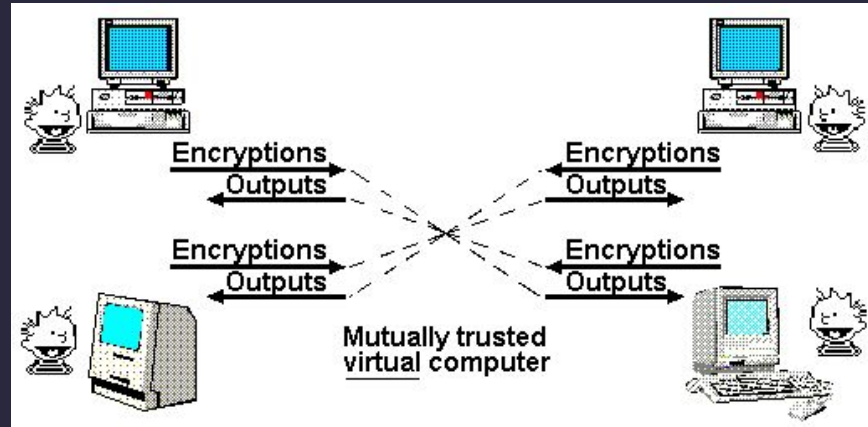 Encryptions
Outputs
Encryptions
Outputs
Encryptions
Outputs
Encryptions
Outputs
Mutually trusted
virtual computer